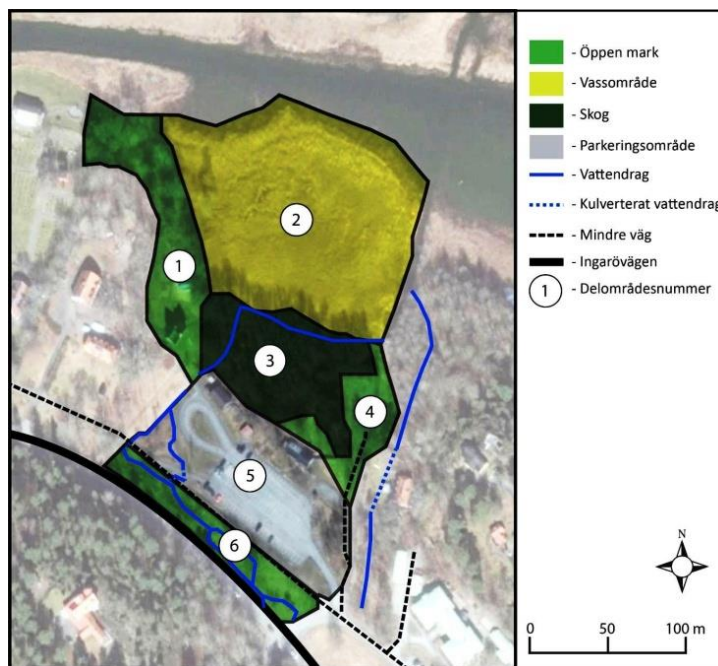 1
2
3
4
5
6
- Öppen mark
- Vassområde
- Skog
- Parkeringsområde
- Vattendrag
- Kulverterat vattendrag
- Mindre väg
- Ingarövägen
1 - Delområdesnummer
N
0 50 100 m